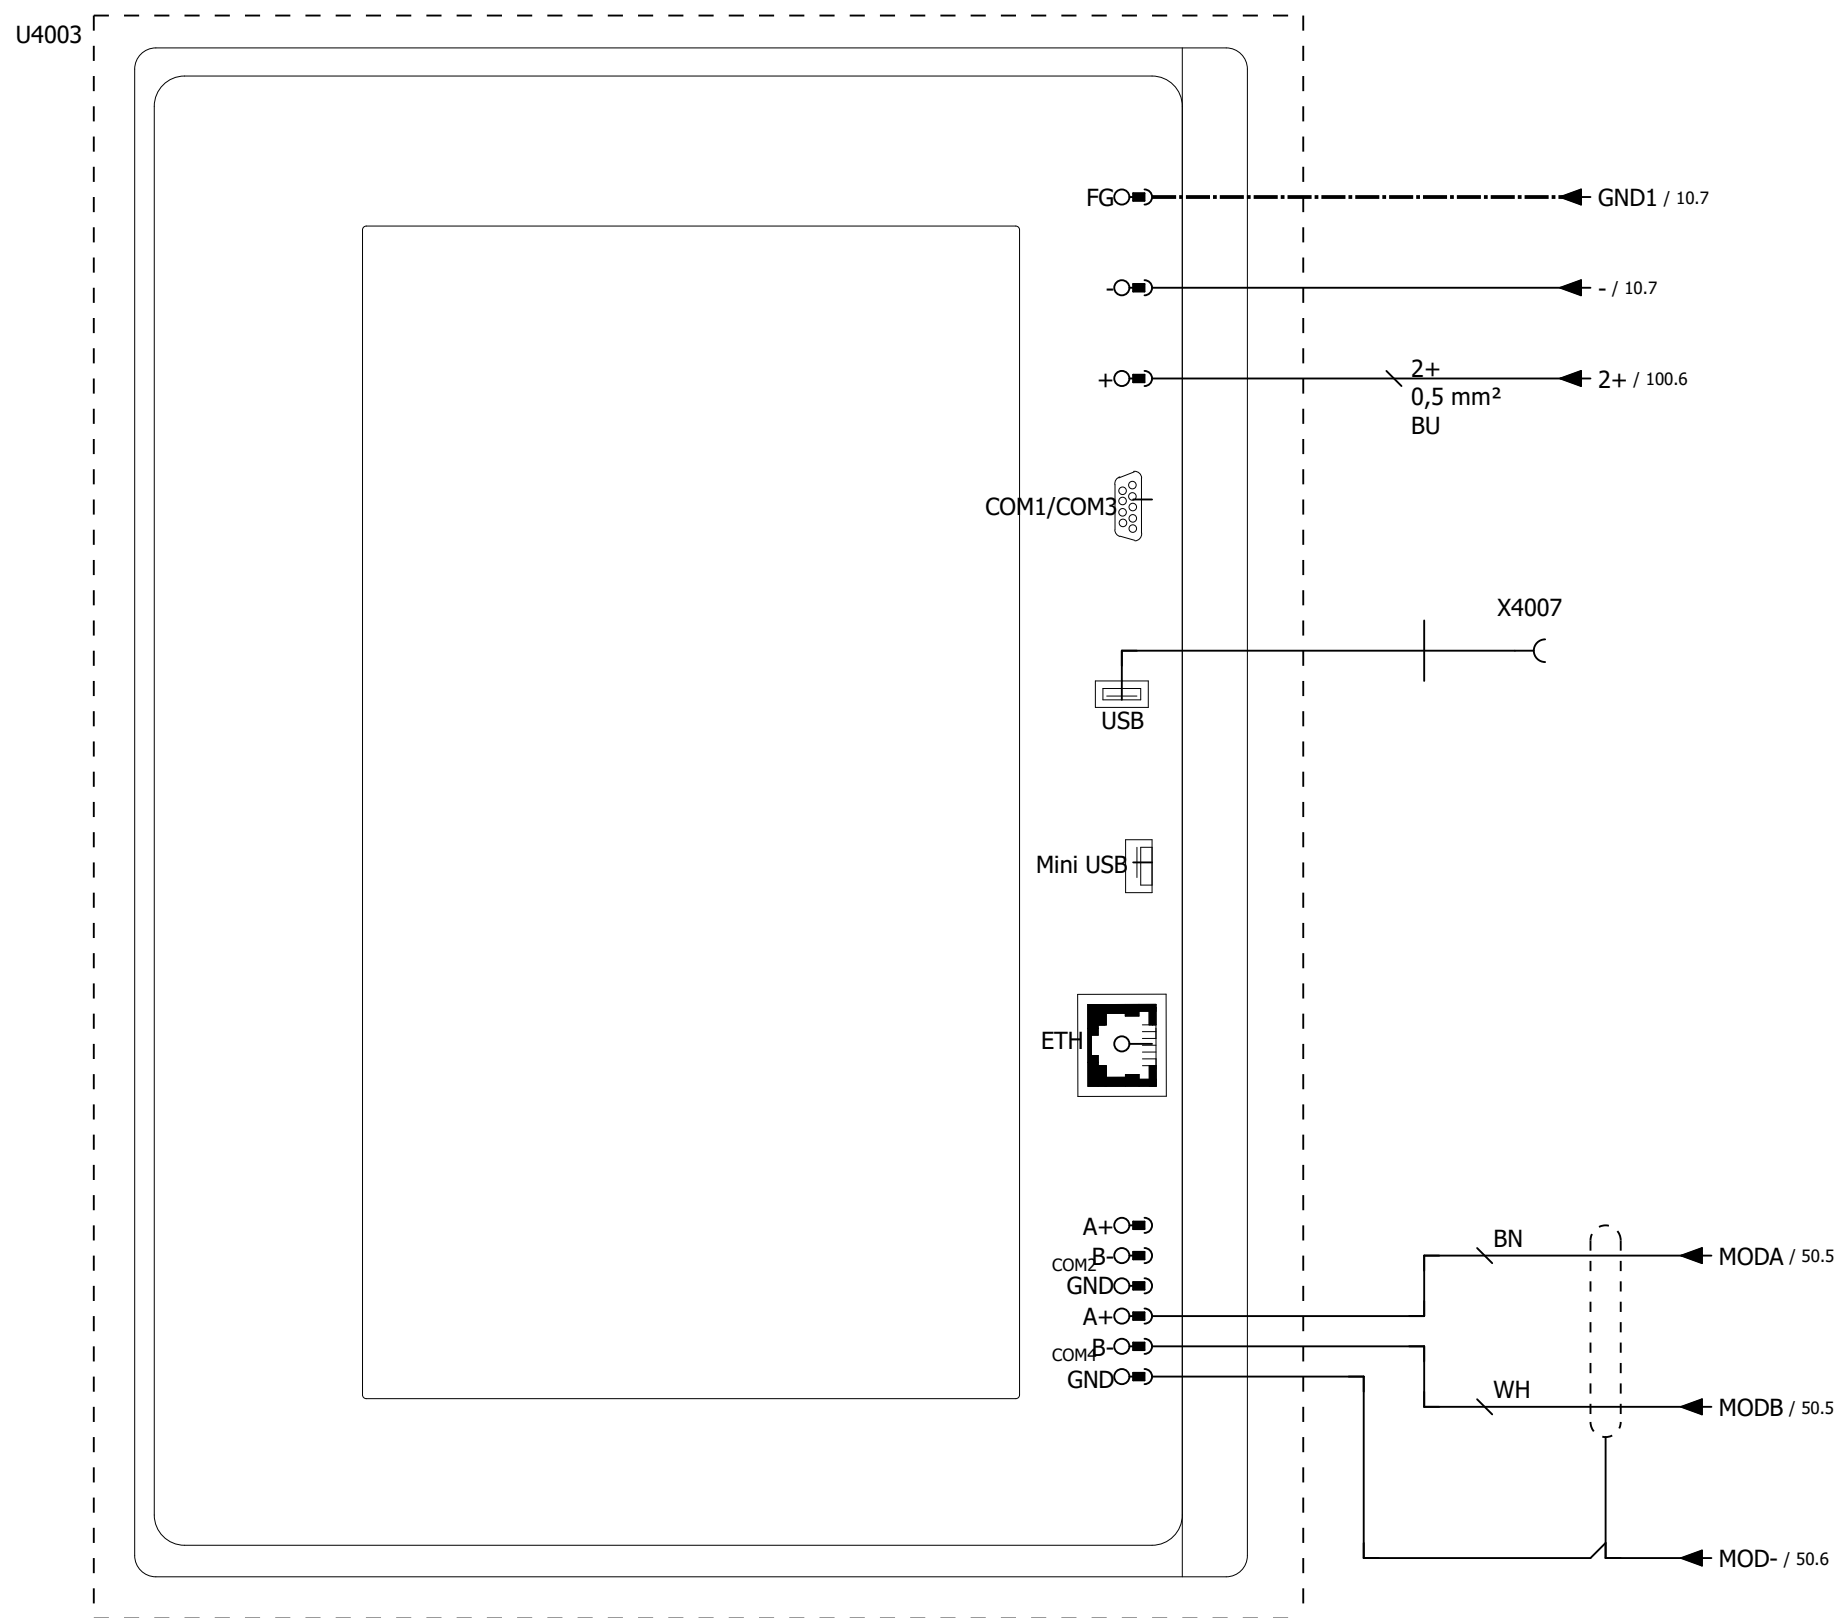 U4003
FG
GND1 / 10.7
-
- / 10.7
+
2+
0,5 mm²
BU
2+ / 100.6
COM1/COM3
X4007
USB
Mini USB
ETH
A+
B-
COM2
GND
A+
B-
COM4
GND
BN
MODA / 50.5
WH
MODB / 50.5
MOD- / 50.6